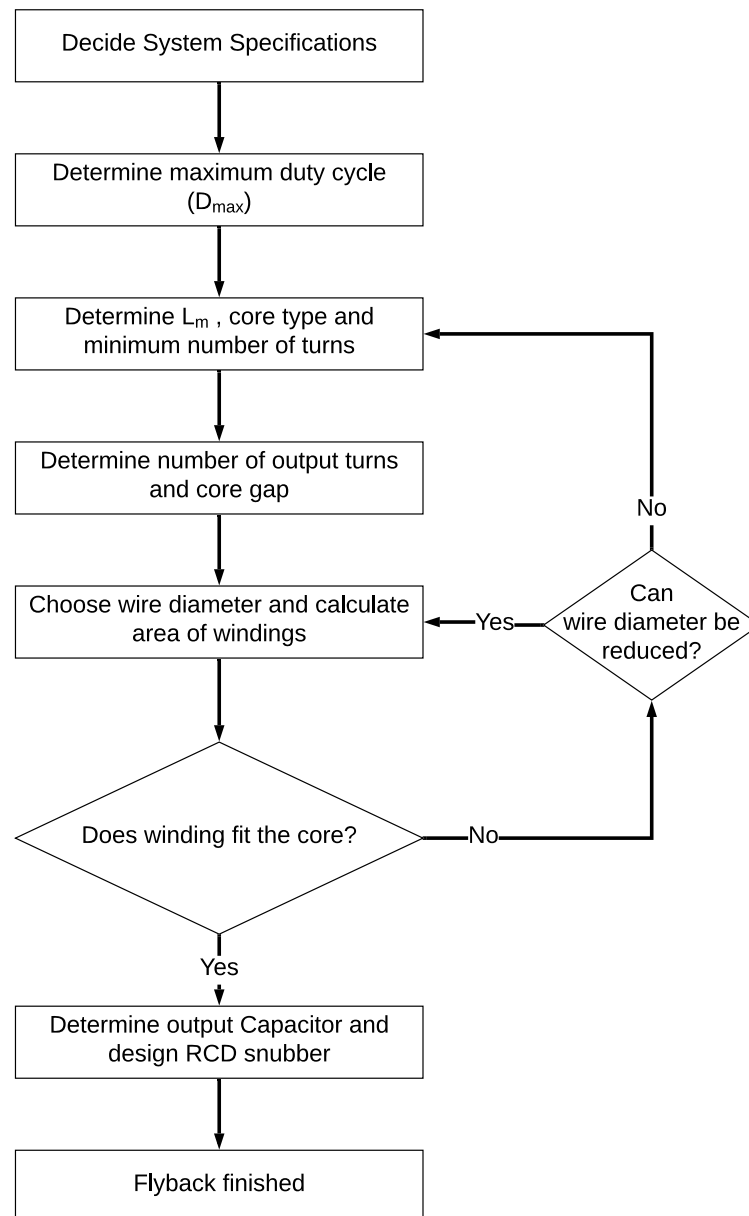 Decide System Specifications
Determine maximum duty cycle
(Dmax)
Determine Lm , core type and
minimum number of turns
Determine number of output turns
and core gap
No
Choose wire diameter and calculate
area of windings
Yes
Can
wire diameter be
reduced?
Does winding fit the core?
No
Yes
Determine output Capacitor and
design RCD snubber
Flyback finished